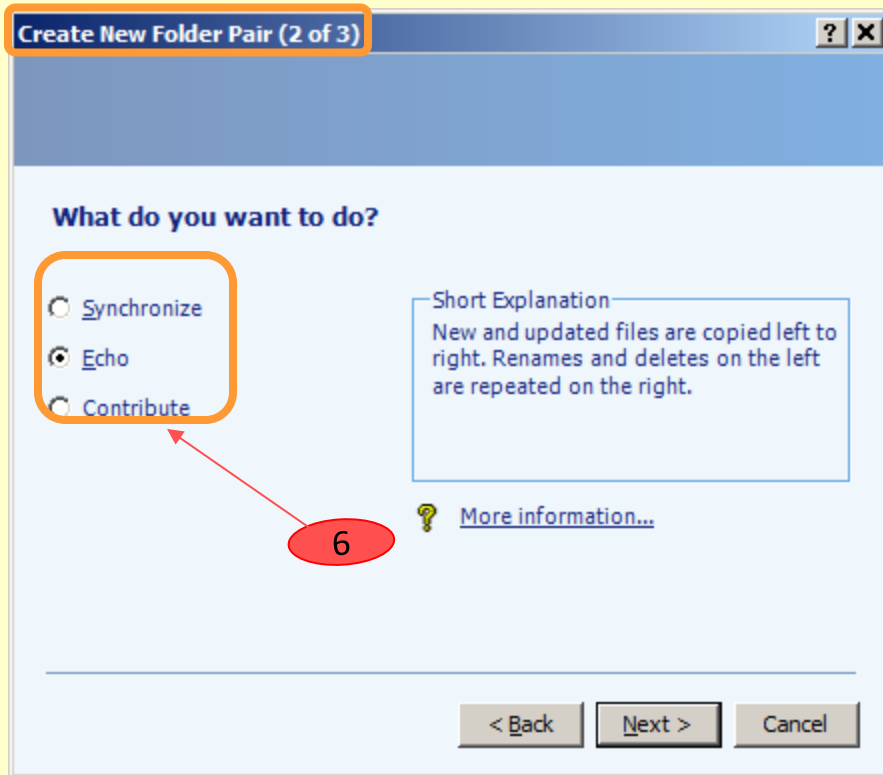 Create New Folder Pair (2 of 3)
?
What do you want to do?
Synchronize
Echo
Contribute
Short Explanation
New and updated files are copied left to
right. Renames and deletes on the left
are repeated on the right.
? More information...
6
< Back
Next >
Cancel